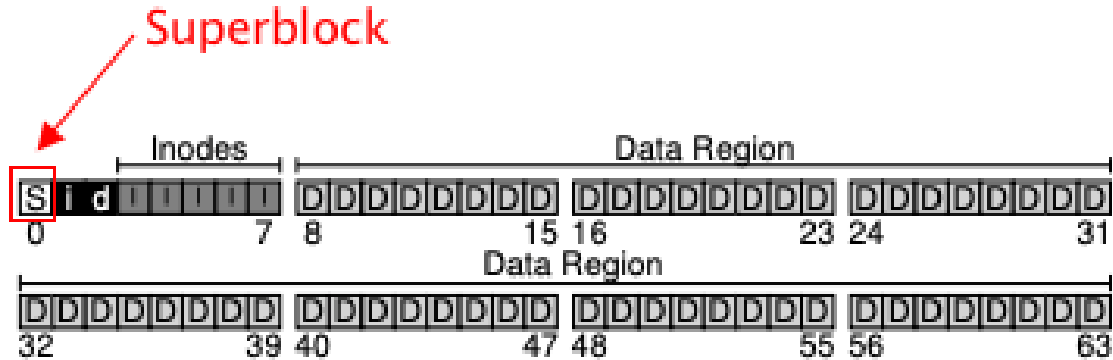 Superblock
Inodes Data Region
S i d I I I I I D D D D D D D D D D D D D D D D D D D D D D D D
0 7 8 15 16 23 24 31
Data Region
D D D D D D D D D D D D D D D D D D D D D D D D D D D D D D D D
32 39 40 47 48 55 56 63